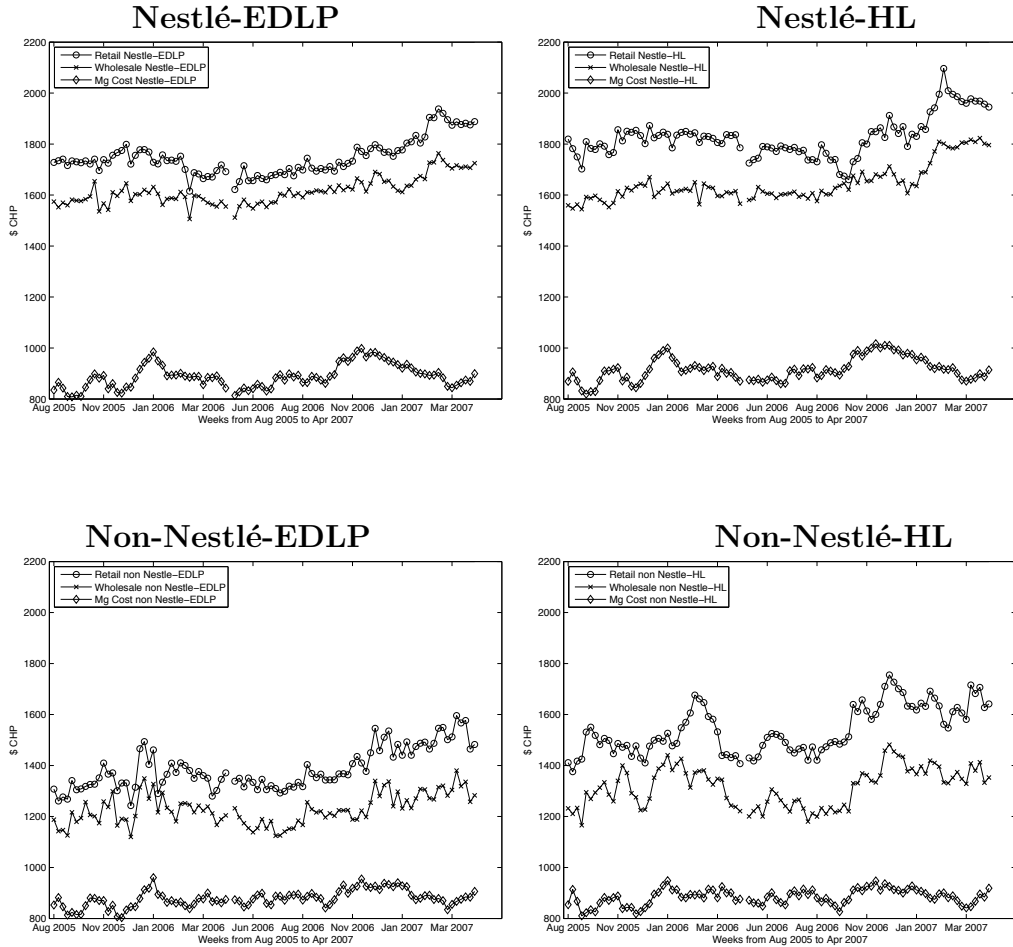 Nestlé-EDLP
2200
2000
1800
1600
1400
1200
1000
800
$ CHP
Retail Nestle−EDLP
Wholesale Nestle−EDLP
Mg Cost Nestle−EDLP
Aug 2005 Nov 2005 Jan 2006 Mar 2006 Jun 2006 Aug 2006 Nov 2006 Jan 2007 Mar 2007
Weeks from Aug 2005 to Apr 2007
Nestlé-HL
2200
2000
1800
1600
1400
1200
1000
800
$ CHP
Retail Nestle−HL
Wholesale Nestle−HL
Mg Cost Nestle−HL
Aug 2005 Nov 2005 Jan 2006 Mar 2006 Jun 2006 Aug 2006 Nov 2006 Jan 2007 Mar 2007
Weeks from Aug 2005 to Apr 2007
Non-Nestlé-EDLP
2200
2000
1800
1600
1400
1200
1000
800
$ CHP
Retail non Nestle−EDLP
Wholesale non Nestle−EDLP
Mg Cost non Nestle−EDLP
Aug 2005 Nov 2005 Jan 2006 Mar 2006 Jun 2006 Aug 2006 Nov 2006 Jan 2007 Mar 2007
Weeks from Aug 2005 to Apr 2007
Non-Nestlé-HL
2200
2000
1800
1600
1400
1200
1000
800
$ CHP
Retail non Nestle−HL
Wholesale non Nestle−HL
Mg Cost non Nestle−HL
Aug 2005 Nov 2005 Jan 2006 Mar 2006 Jun 2006 Aug 2006 Nov 2006 Jan 2007 Mar 2007
Weeks from Aug 2005 to Apr 2007